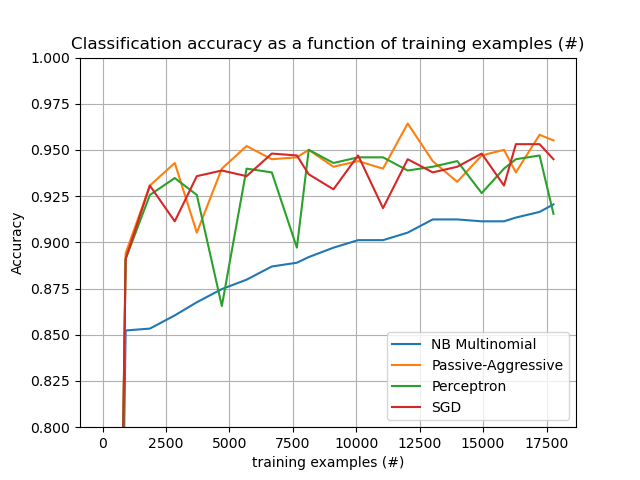 Classification accuracy as a function of training examples (#)
1.000
0.975
0.950
0.925
0.900
0.875
0.850
0.825
0.800
Accuracy
NB Multinomial
Passive-Aggressive
Perceptron
SGD
0 2500 5000 7500 10000 12500 15000 17500
training examples (#)